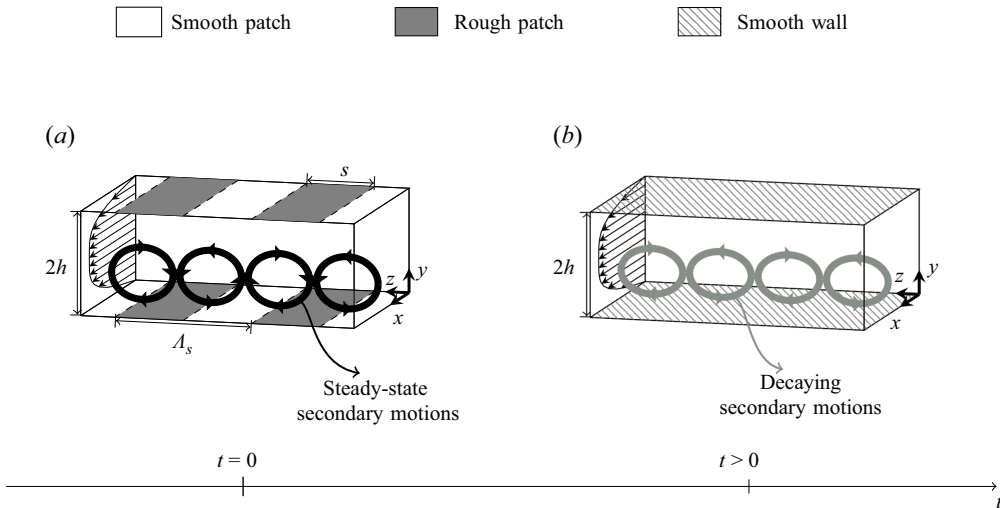 Smooth patch
Rough patch
Smooth wall
(a)
(b)
s
2h
y
z
x
Λs
Steady-state
secondary motions
2h
y
z
x
Decaying
secondary motions
t = 0
t > 0
t